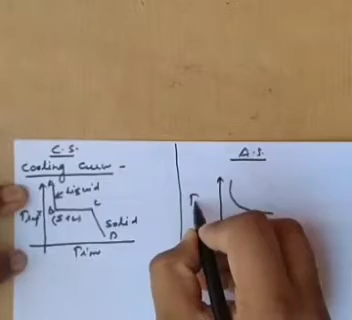 C.S.
Cooling Curve -
Liquid
Temp
B
(S+L)
C
Solid
D
Time
A.S.
T